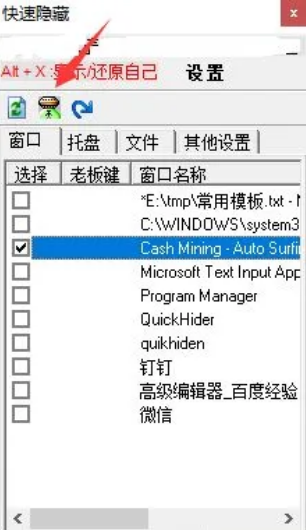 快速隐藏
x
Alt + X :显示/还原自己 设置
窗口 托盘 文件 其他设置
选择 老板键 窗口名称
*E:\tmp\常用模板.txt - N
C:\WINDOWS\system3
Cash Mining - Auto Surfin
Microsoft Text Input App
Program Manager
QuickHider
quikhiden
钉钉
高级编辑器_百度经验
微信